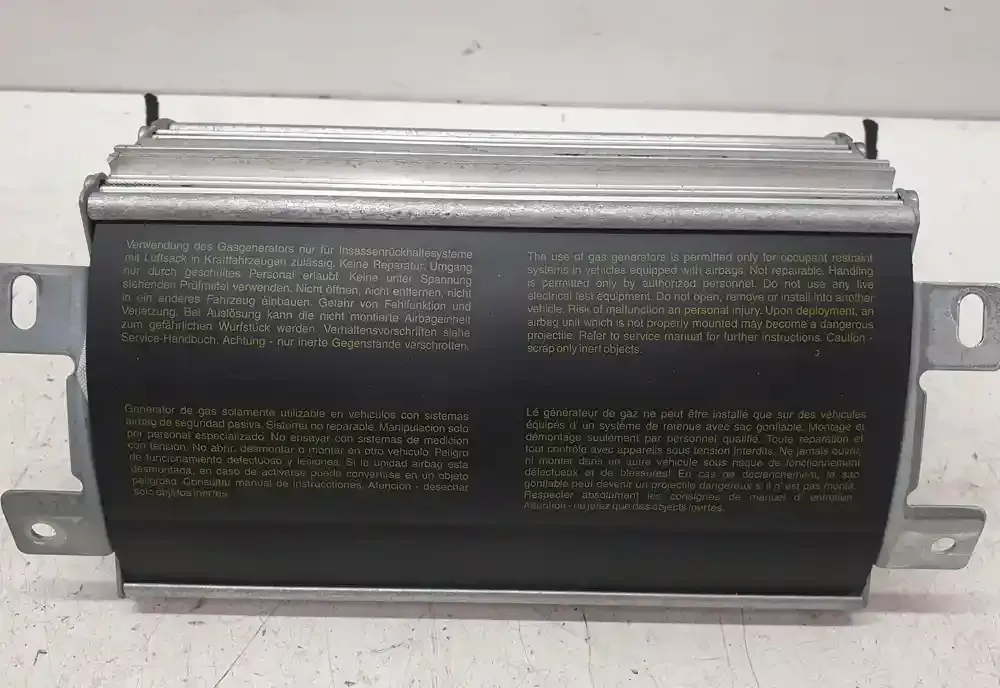 Verwendung des Gasgenerators nur für Insassenrückhaltesysteme
mit Luftsack in Kraftfahrzeugen zulässig. Keine Reparatur. Umgang
nur durch geschultes Personal erlaubt. Keine unter Spannung
stehenden Prüfmittel verwenden. Nicht öffnen, nicht entfernen, nicht
in ein anderes Fahrzeug einbauen. Gefahr von Fehlfunktion und
Verletzung. Bei Auslösung kann die nicht montierte Airbageinheit
zum gefährlichen Wurfstück werden. Verhaltensvorschriften siehe
Service-Handbuch. Achtung - nur inerte Gegenstände verschrotten.
The use of gas generators is permitted only for occupant restraint
systems in vehicles equipped with airbags. Not repairable. Handling
is permitted only by authorized personnel. Do not use any live
electrical test equipment. Do not open, remove or install into another
vehicle. Risk of malfunction an personal injury. Upon deployment, an
airbag unit which is not properly mounted may become a dangerous
projectile. Refer to service manual for further instructions. Caution -
scrap only inert objects.
Generador de gas solamente utilizable en vehiculos con sistemas
airbag de seguridad pasiva. Sistema no reparable. Manipulacion solo
por personal especializado. No ensayar con sistemas de medicion
con tension. No abrir, desmontar o montar en otro vehiculo. Peligro
de funcionamiento defectuoso y lesiones. Si la unidad airbag esta
desmontada, en caso de activarse puede convertirse en un objeto
peligroso. Consultar manual de instrucciones. Atencion - desechar
solo objetos inertes.
Lé générateur de gaz ne peut être installé que sur des véhicules
équipés d' un système de retenue avec sac gonflable. Montage et
démontage seulement par personnel qualifié. Toute réparation et
tout contrôle avec appareils sous tension interdits. Ne jamais ouvrir,
ni monter dans un autre véhicule sous risque de fonctionnement
défectueux et de blessures! En cas de déclenchement, le sac
gonflable peut devenir un projectile dangereux s'il n' est pas monté.
Respecter absolument les consignes de manuel d' entretien.
Attention - ne jetez que des objects inertes.